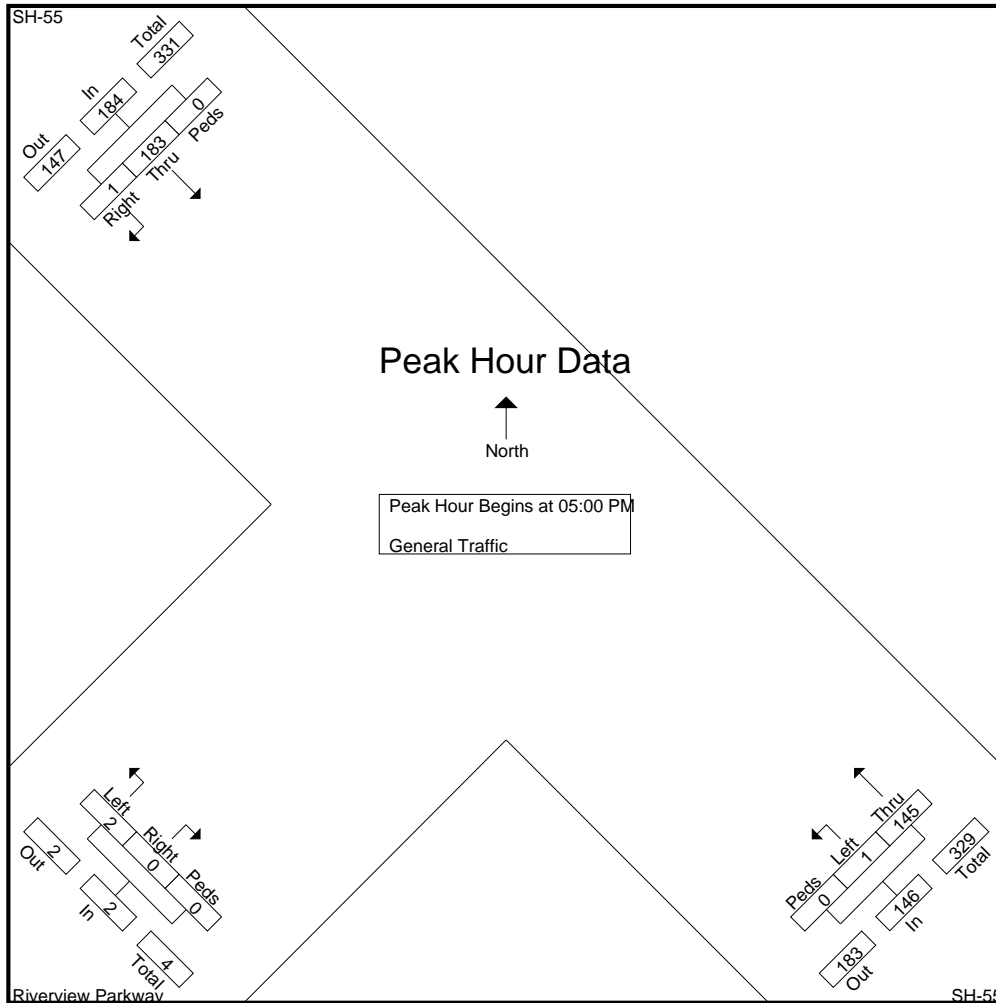 SH-55
Total
331
In
184
Out
147
0
Peds
183
Thru
1
Right
Peak Hour Data
North
Peak Hour Begins at 05:00 PM
General Traffic
Left
2
Right
0
Peds
0
2
Out
2
In
4
Total
Thru
145
Left
1
Peds
0
329
Total
146
In
183
Out
Riverview Parkway
SH-55